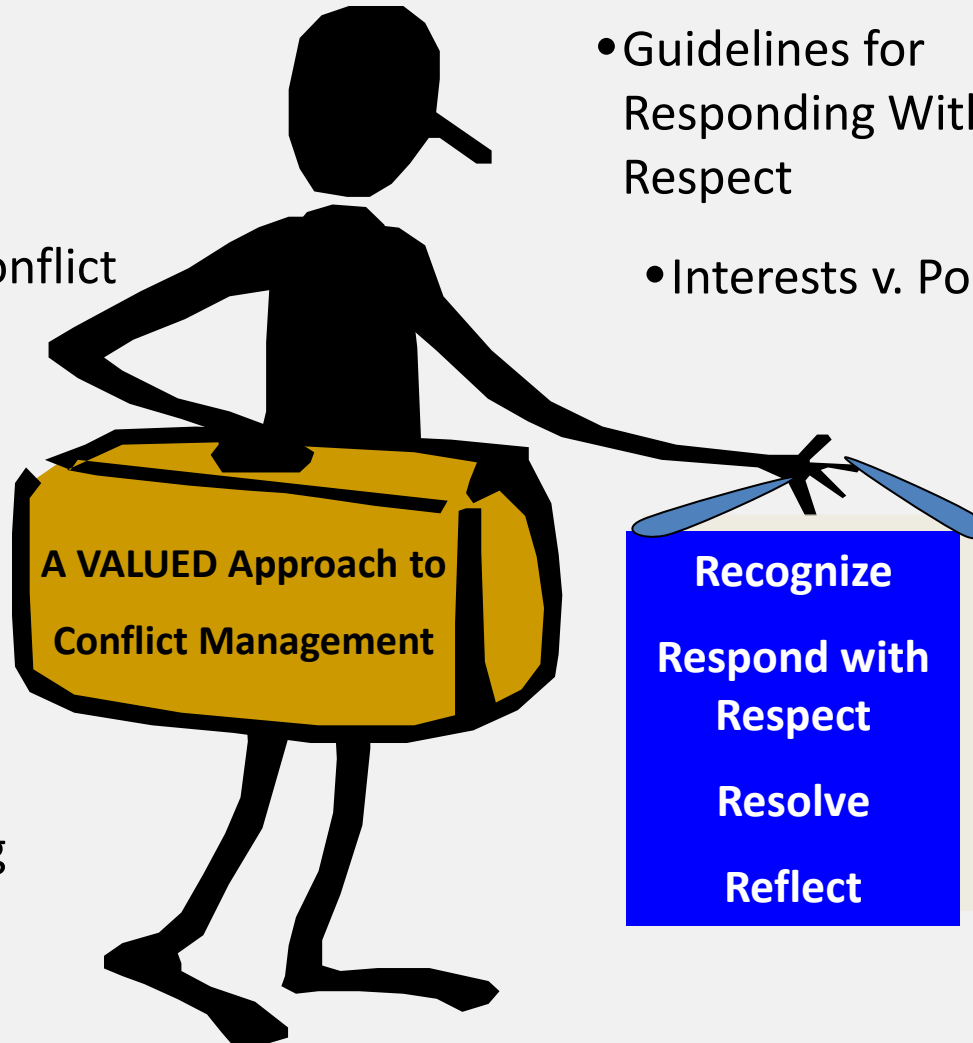 •Guidelines for
Responding With
Respect
onflict
•Interests v. Po
A VALUED Approach to
Conflict Management
Recognize
Respond with
Respect
Resolve
Reflect
g